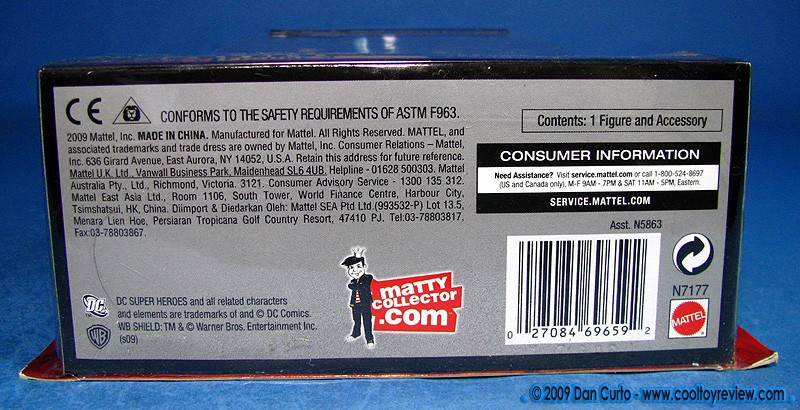 CE CONFORMS TO THE SAFETY REQUIREMENTS OF ASTM F963.
2009 Mattel, Inc. MADE IN CHINA. Manufactured for Mattel. All Rights Reserved. MATTEL, and
associated trademarks and trade dress are owned by Mattel, Inc. Consumer Relations – Mattel,
Inc. 636 Girard Avenue, East Aurora, NY 14052, U.S.A. Retain this address for future reference.
Mattel U.K. Ltd., Vanwall Business Park, Maidenhead SL6 4UB, Helpline - 01628 500303. Mattel
Australia Pty., Ltd., Richmond, Victoria. 3121. Consumer Advisory Service - 1300 135 312.
Mattel East Asia Ltd., Room 1106, South Tower, World Finance Centre, Harbour City,
Tsimshatsui, HK, China. Diimport & Diedarkan Oleh: Mattel SEA Ptd Ltd.(993532-P) Lot 13.5,
Menara Lien Hoe, Persiaran Tropicana Golf Country Resort, 47410 PJ. Tel:03-78803817.
Fax:03-78803867.
Contents: 1 Figure and Accessory
CONSUMER INFORMATION
Need Assistance? Visit service.mattel.com or call 1-800-524-8697
(US and Canada only), M-F 9AM - 7PM & SAT 11AM - 5PM, Eastern.
SERVICE.MATTEL.COM
Asst. N5863
N7177
MATTEL
0 27084 69659 2
matty
COLLECTOR
.com
DC
DC SUPER HEROES and all related characters
and elements are trademarks of and © DC Comics.
WB
WB SHIELD: TM & © Warner Bros. Entertainment Inc.
(s09)
© 2009 Dan Curto - www.cooltoyreview.com